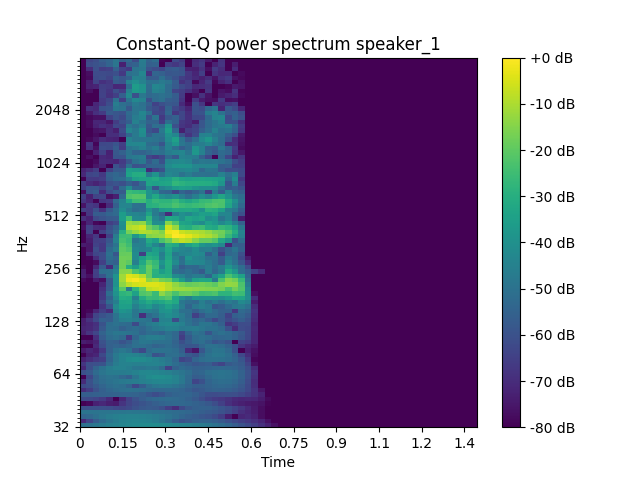 Constant-Q power spectrum speaker_1
+0 dB
-10 dB
-20 dB
-30 dB
-40 dB
-50 dB
-60 dB
-70 dB
-80 dB
2048
1024
512
256
128
64
32
Hz
0 0.15 0.3 0.45 0.6 0.75 0.9 1.1 1.2 1.4
Time